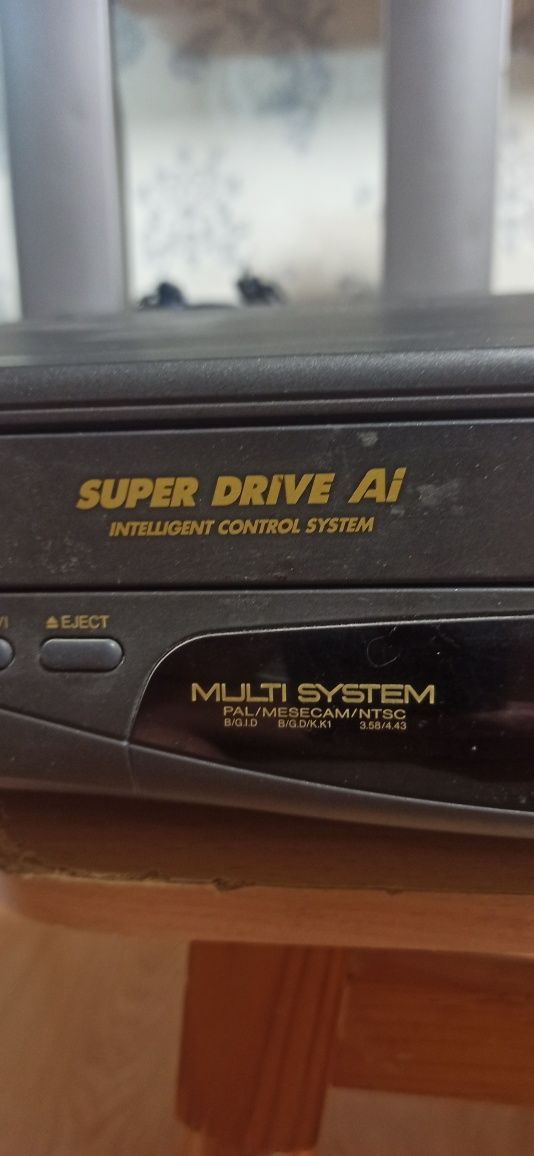 SUPER DRIVE Ai
INTELLIGENT CONTROL SYSTEM
▲EJECT
MULTI SYSTEM
PAL/MESECAM/NTSC
B/G.I.D B/G.D/K.K1 3.58/4.43